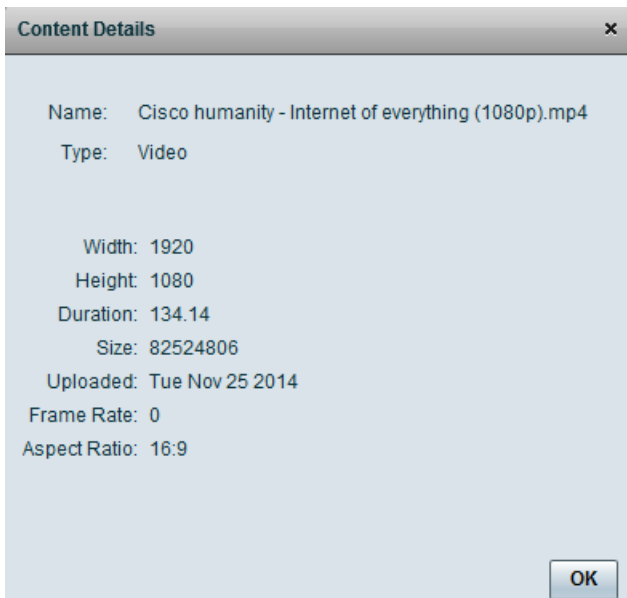 Content Details ×
Name: Cisco humanity - Internet of everything (1080p).mp4
Type: Video
Width: 1920
Height: 1080
Duration: 134.14
Size: 82524806
Uploaded: Tue Nov 25 2014
Frame Rate: 0
Aspect Ratio: 16:9
OK